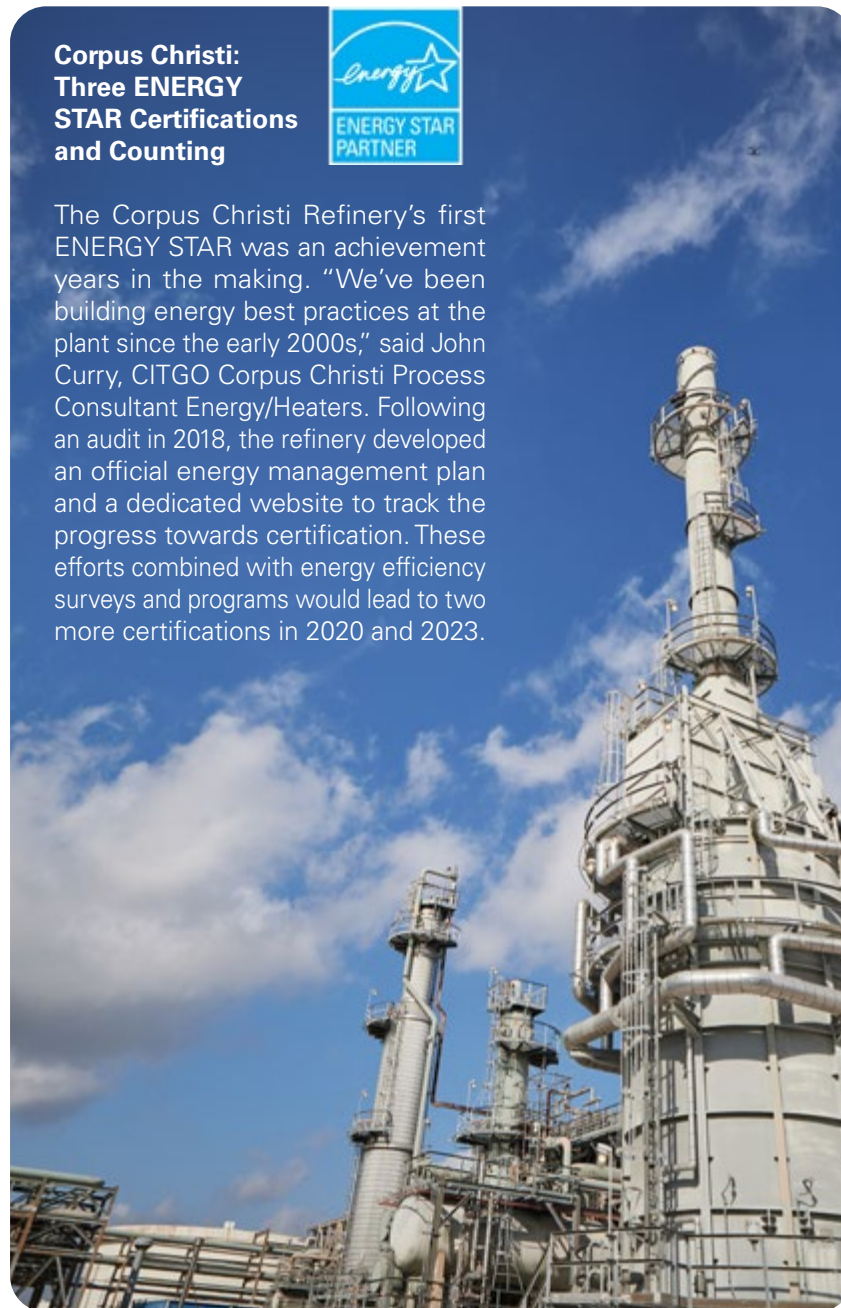 Corpus Christi:
Three ENERGY
STAR Certifications
and Counting
energy
ENERGY STAR
PARTNER
The Corpus Christi Refinery’s first
ENERGY STAR was an achievement
years in the making. “We’ve been
building energy best practices at the
plant since the early 2000s,” said John
Curry, CITGO Corpus Christi Process
Consultant Energy/Heaters. Following
an audit in 2018, the refinery developed
an official energy management plan
and a dedicated website to track the
progress towards certification. These
efforts combined with energy efficiency
surveys and programs would lead to two
more certifications in 2020 and 2023.